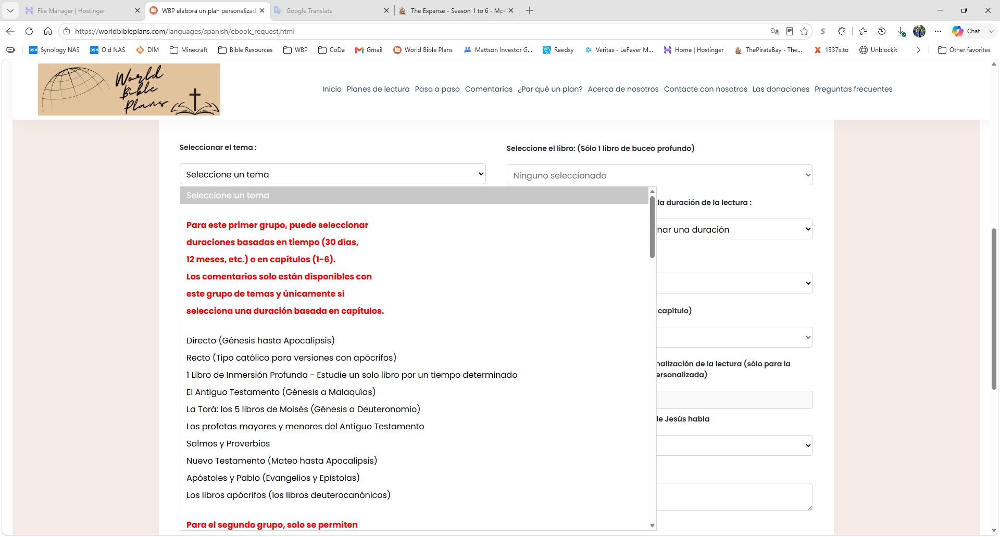 File Manager | Hostinger
WBP elabora un plan personalizad
Google Translate
The Expanse - Season 1 to 6 - Mp4
https://worldbibleplans.com/languages/spanish/ebook_request.html
Chat
Synology NAS
Old NAS
DIM
Minecraft
Bible Resources
WBP
CoDa
Gmail
World Bible Plans
Mattson Investor G...
Reedsy
Veritas - LeFever M...
Home | Hostinger
ThePirateBay - The...
1337x.to
Unblockit
Other favorites
World
Bible
Plans
Inicio Planes de lectura Paso a paso Comentarios ¿Por qué un plan? Acerca de nosotros Contacte con nosotros Las donaciones Preguntas frecuentes
Seleccionar el tema :
Seleccione un tema
Seleccione el libro: (Sólo 1 libro de buceo profundo)
Ninguno seleccionado
Seleccione un tema
Para este primer grupo, puede seleccionar
duraciones basadas en tiempo (30 días,
12 meses, etc.) o en capítulos (1-6).
Los comentarios solo están disponibles con
este grupo de temas y únicamente si
selecciona una duración basada en capítulos.
Directo (Génesis hasta Apocalipsis)
Recto (Tipo católico para versiones con apócrifos)
1 Libro de Inmersión Profunda - Estudie un solo libro por un tiempo determinado
El Antiguo Testamento (Génesis a Malaquías)
La Torá: los 5 libros de Moisés (Génesis a Deuteronomio)
Los profetas mayores y menores del Antiguo Testamento
Salmos y Proverbios
Nuevo Testamento (Mateo hasta Apocalipsis)
Apóstoles y Pablo (Evangelios y Epístolas)
Los libros apócrifos (los libros deuterocanónicos)
Para el segundo grupo, solo se permiten
la duración de la lectura :
nar una duración
capítulo)
nalización de la lectura (sólo para la
ersonalizada)
de Jesús habla